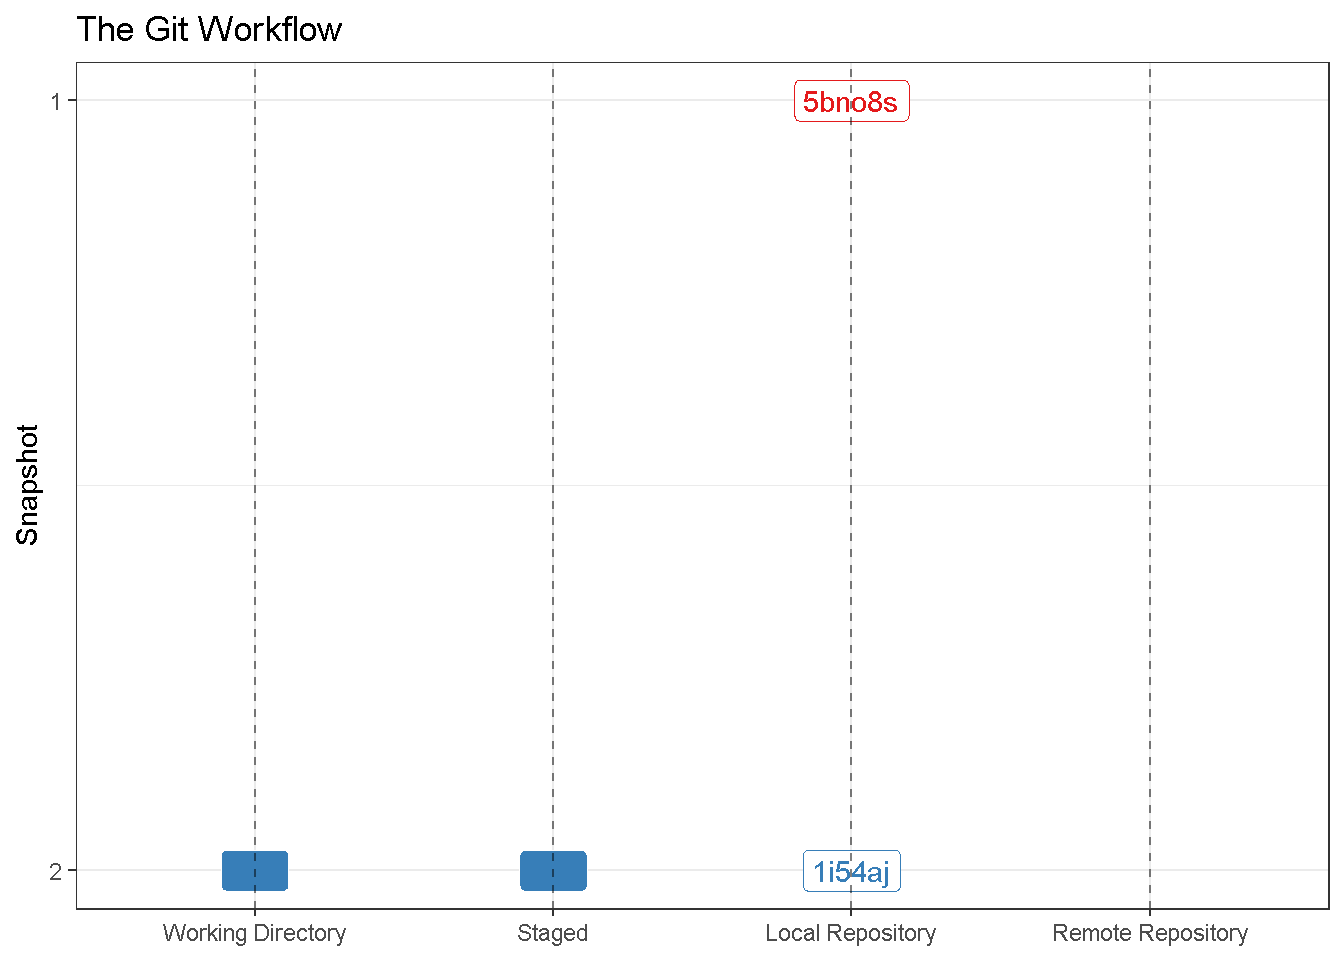 The Git Workflow
1
5bno8s
Snapshot
2
1i54aj
Working Directory
Staged
Local Repository
Remote Repository